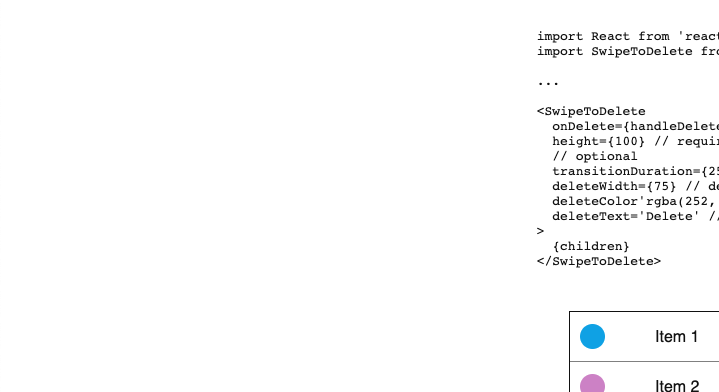 import React from 'react
import SwipeToDelete fro
...
<SwipeToDelete
onDelete={handleDelete
height={100} // requir
// optional
transitionDuration={25
deleteWidth={75} // de
deleteColor'rgba(252,
deleteText='Delete' //
>
{children}
</SwipeToDelete>
Item 1
Item 2